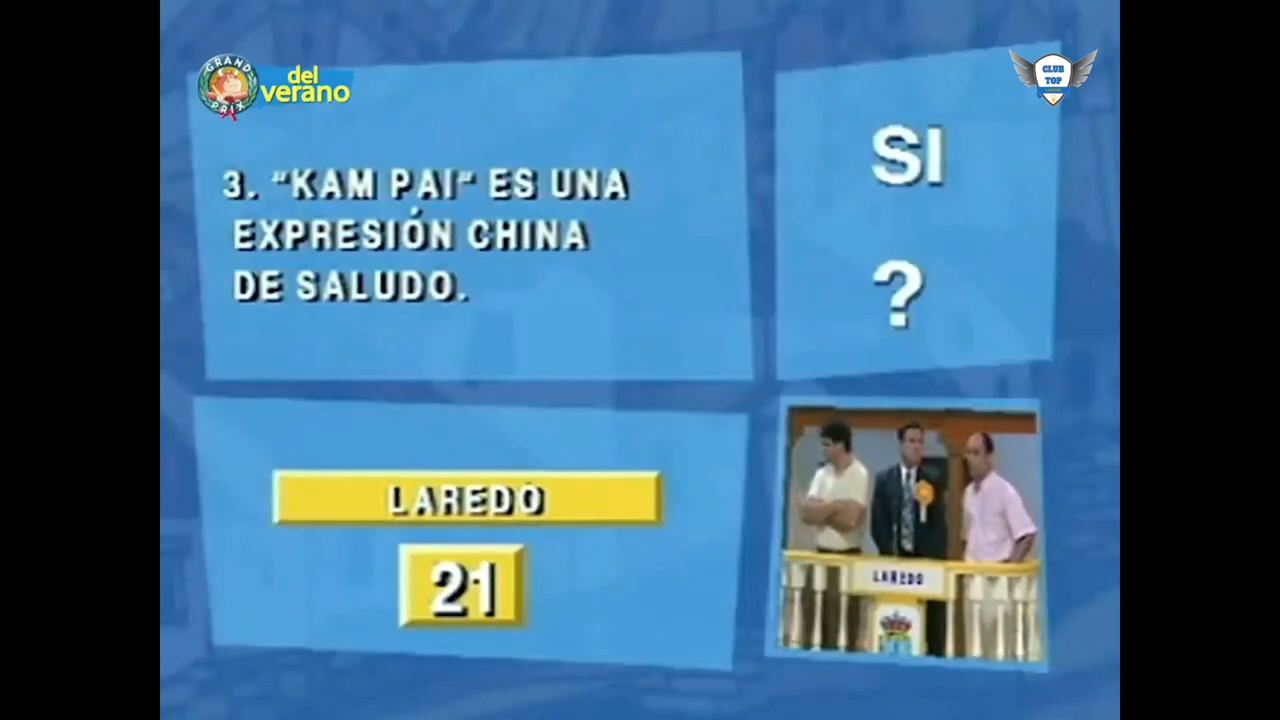 GRAND
PRIX
del
verano
CLUB
TOP
3. "KAM PAI" ES UNA
EXPRESIÓN CHINA
DE SALUDO.
SI
?
LAREDO
21
LAREDO